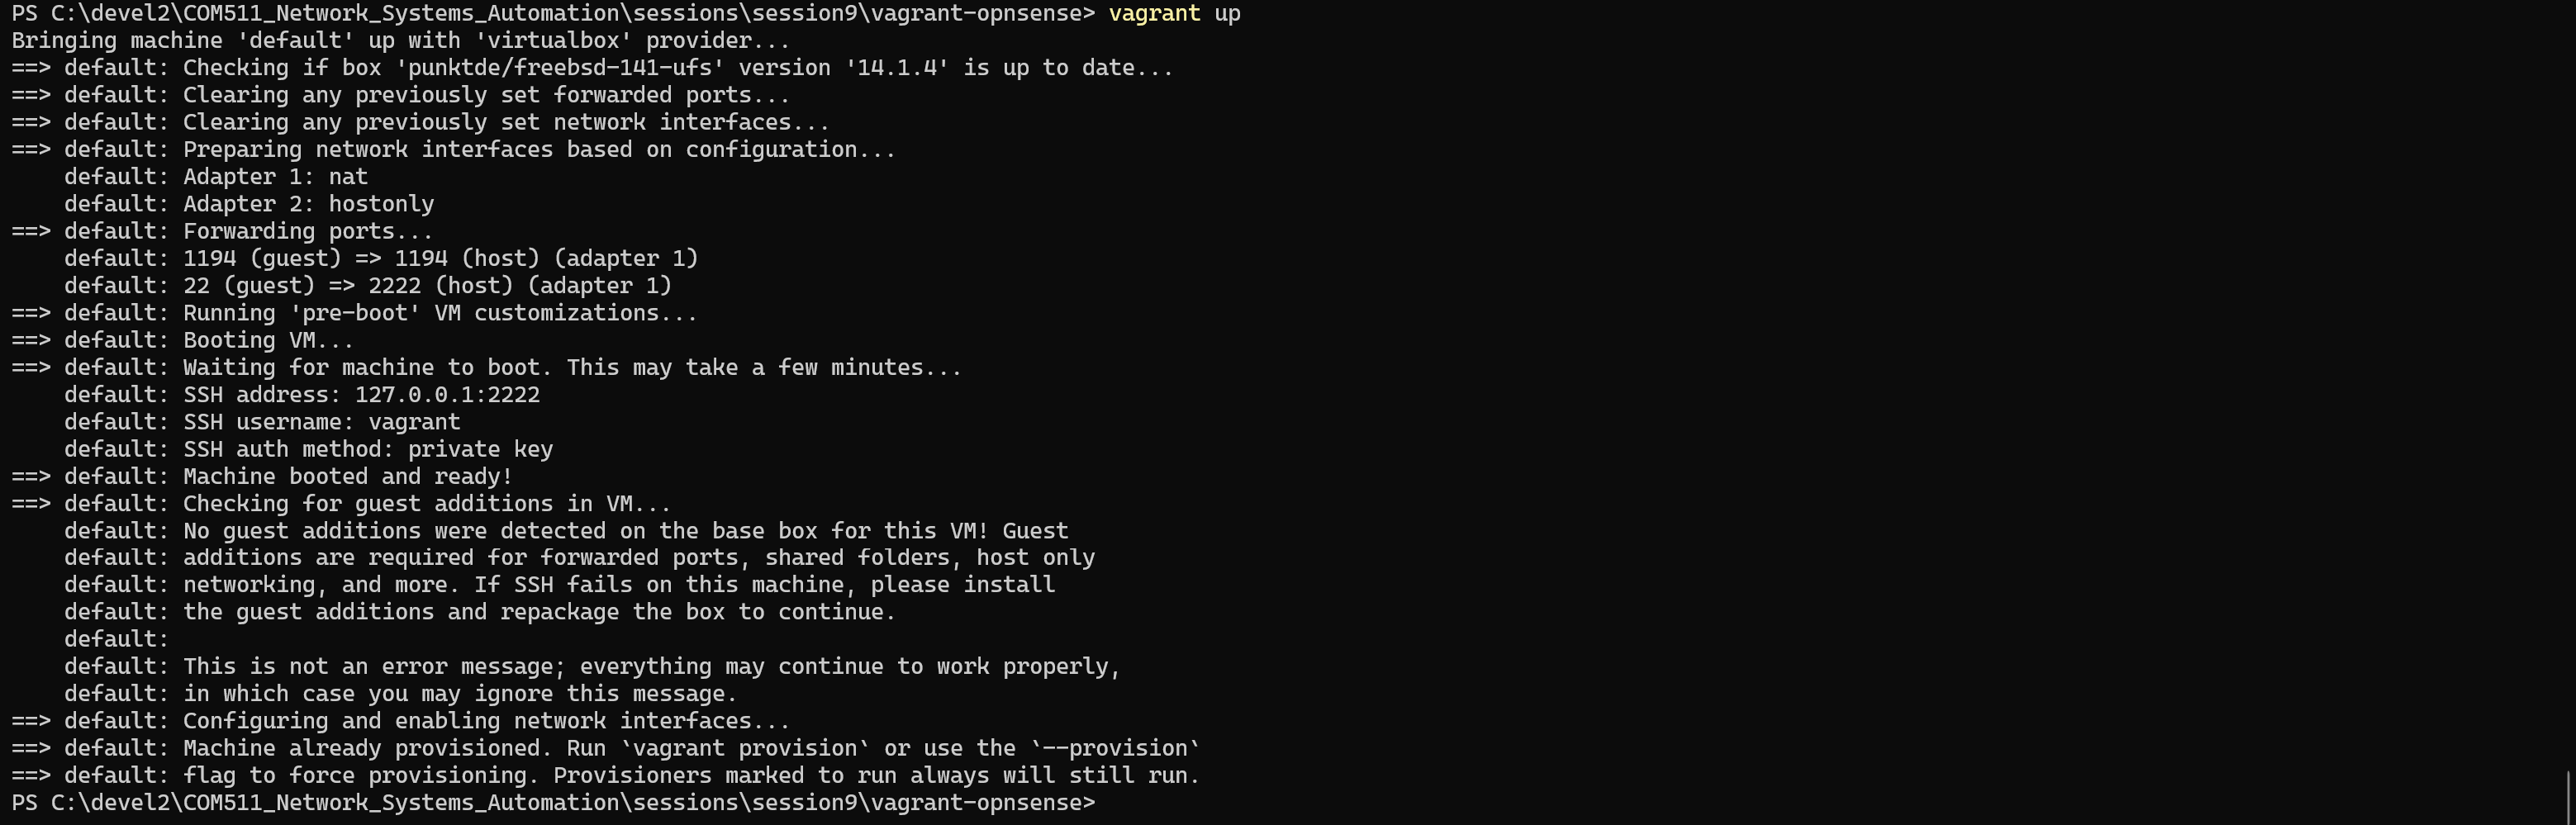 PS C:\devel2\COM511_Network_Systems_Automation\sessions\session9\vagrant-opnsense> vagrant up
Bringing machine 'default' up with 'virtualbox' provider...
==> default: Checking if box 'punktde/freebsd-141-ufs' version '14.1.4' is up to date...
==> default: Clearing any previously set forwarded ports...
==> default: Clearing any previously set network interfaces...
==> default: Preparing network interfaces based on configuration...
    default: Adapter 1: nat
    default: Adapter 2: hostonly
==> default: Forwarding ports...
    default: 1194 (guest) => 1194 (host) (adapter 1)
    default: 22 (guest) => 2222 (host) (adapter 1)
==> default: Running 'pre-boot' VM customizations...
==> default: Booting VM...
==> default: Waiting for machine to boot. This may take a few minutes...
    default: SSH address: 127.0.0.1:2222
    default: SSH username: vagrant
    default: SSH auth method: private key
==> default: Machine booted and ready!
==> default: Checking for guest additions in VM...
    default: No guest additions were detected on the base box for this VM! Guest
    default: additions are required for forwarded ports, shared folders, host only
    default: networking, and more. If SSH fails on this machine, please install
    default: the guest additions and repackage the box to continue.
    default:
    default: This is not an error message; everything may continue to work properly,
    default: in which case you may ignore this message.
==> default: Configuring and enabling network interfaces...
==> default: Machine already provisioned. Run `vagrant provision` or use the `--provision`
==> default: flag to force provisioning. Provisioners marked to run always will still run.
PS C:\devel2\COM511_Network_Systems_Automation\sessions\session9\vagrant-opnsense>